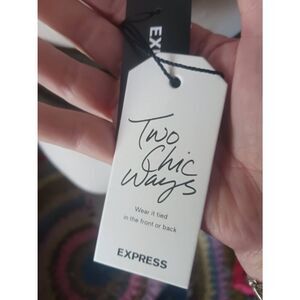 EX
Two
Chic
Ways
Wear it tied
in the front or back
EXPRESS